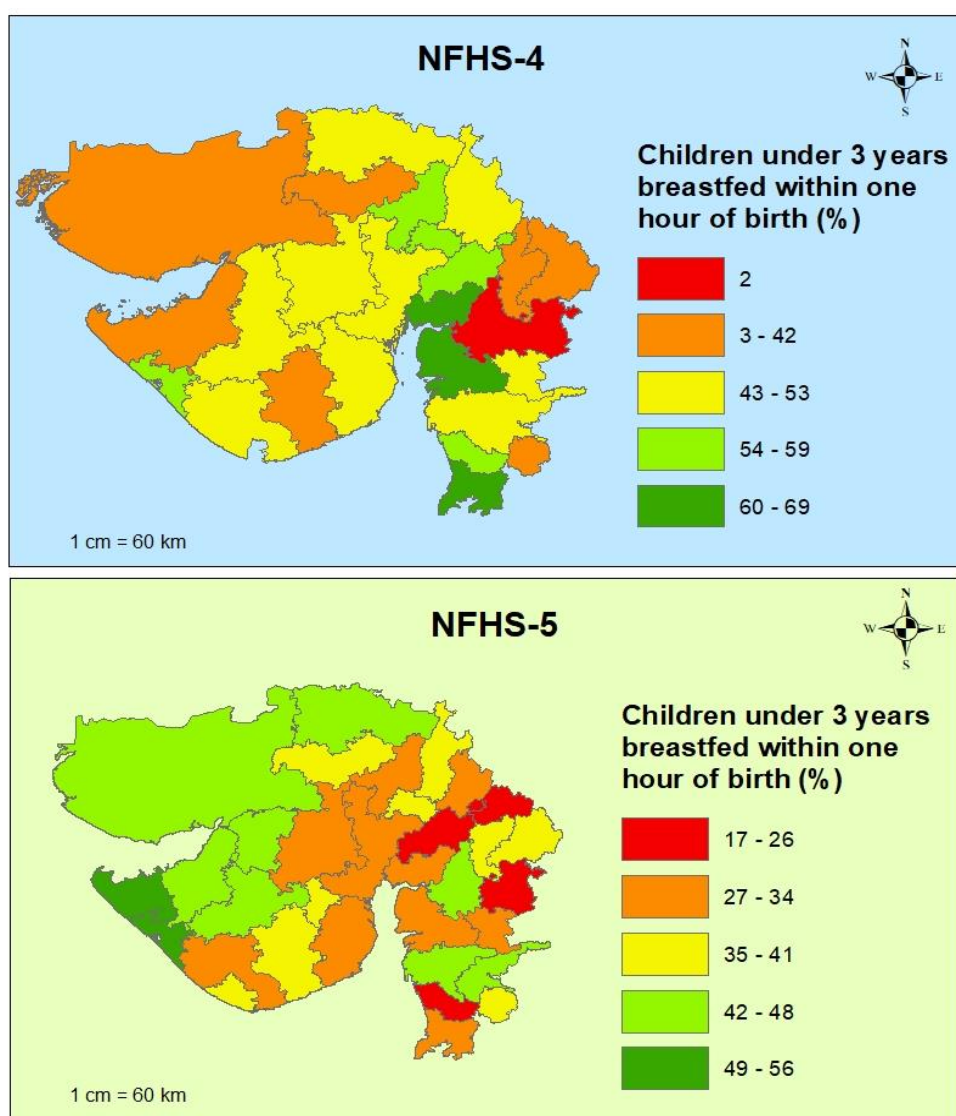 NFHS-4
N
W E
S
Children under 3 years
breastfed within one
hour of birth (%)
2
3 - 42
43 - 53
54 - 59
60 - 69
1 cm = 60 km
NFHS-5
N
W E
S
Children under 3 years
breastfed within one
hour of birth (%)
17 - 26
27 - 34
35 - 41
42 - 48
49 - 56
1 cm = 60 km